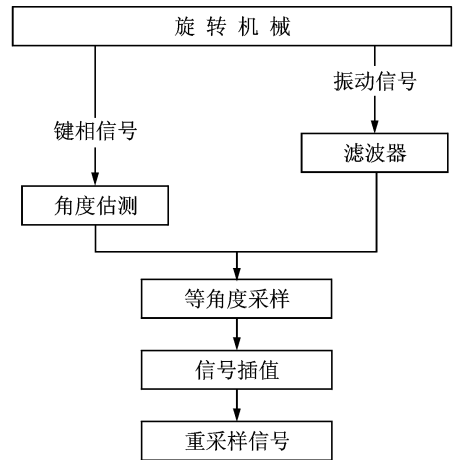 旋转机械
振动信号
键相信号
滤波器
角度估测
等角度采样
信号插值
重采样信号